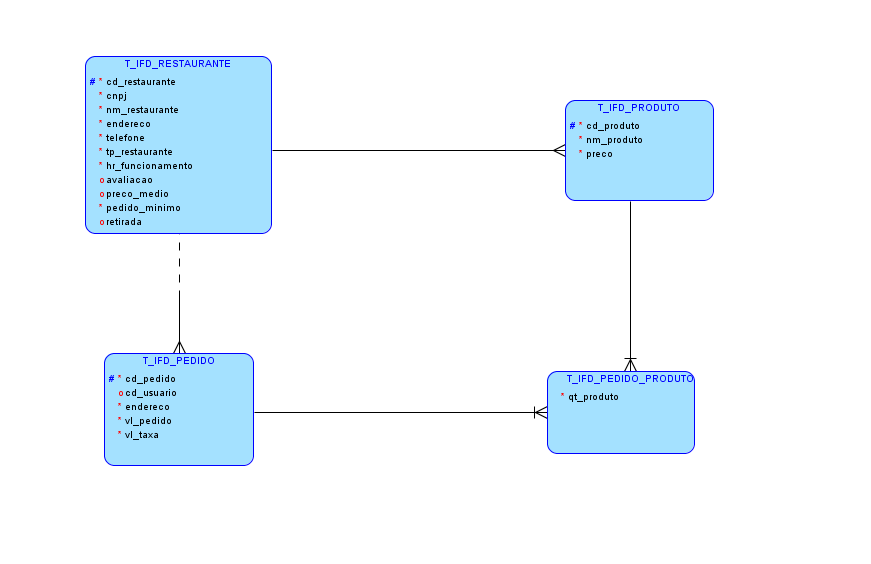 T_IFD_RESTAURANTE
# * cd_restaurante
* cnpj
* nm_restaurante
* endereco
* telefone
* tp_restaurante
* hr_funcionamento
o avaliacao
o preco_medio
* pedido_minimo
o retirada
T_IFD_PRODUTO
# * cd_produto
* nm_produto
* preco
T_IFD_PEDIDO
# * cd_pedido
o cd_usuario
* endereco
* vl_pedido
* vl_taxa
T_IFD_PEDIDO_PRODUTO
* qt_produto